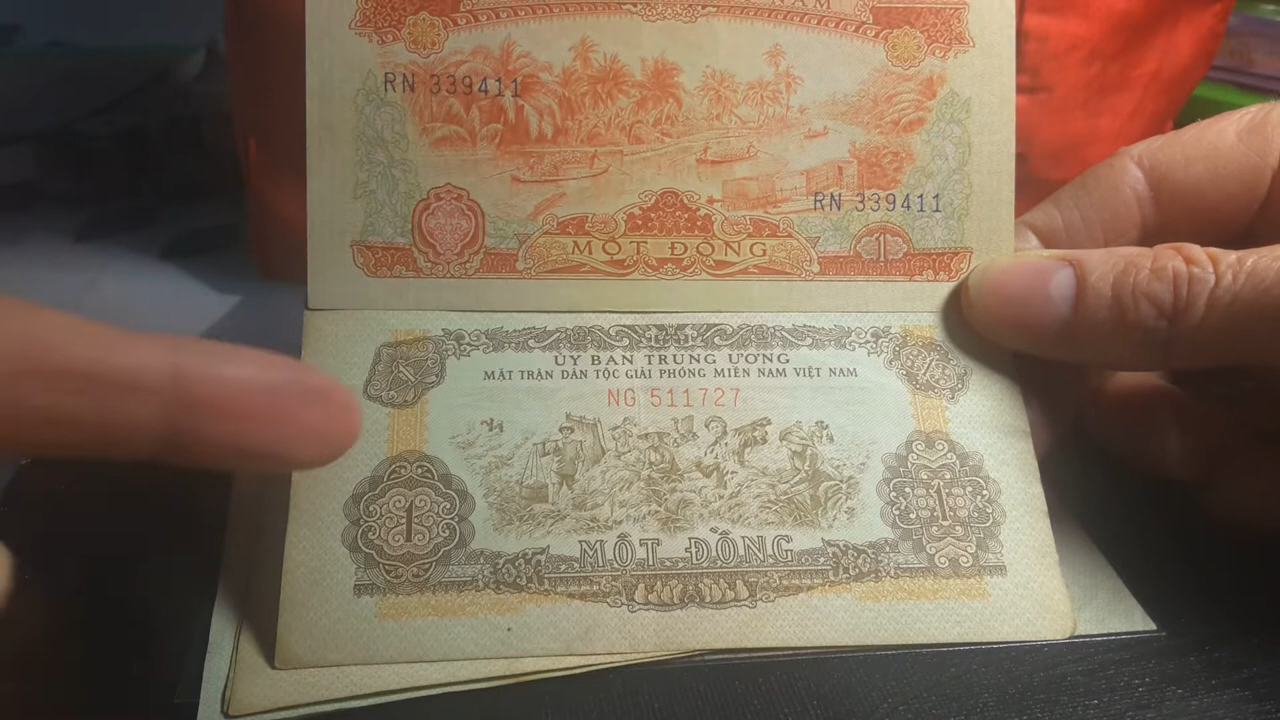 NAM
RN 339411
RN 339411
MỘT ĐỒNG
1
ỦY BAN TRUNG ƯƠNG
MẶT TRẬN DÂN TỘC GIẢI PHÓNG MIỀN NAM VIỆT NAM
NG 511727
1
1
MỘT ĐỒNG